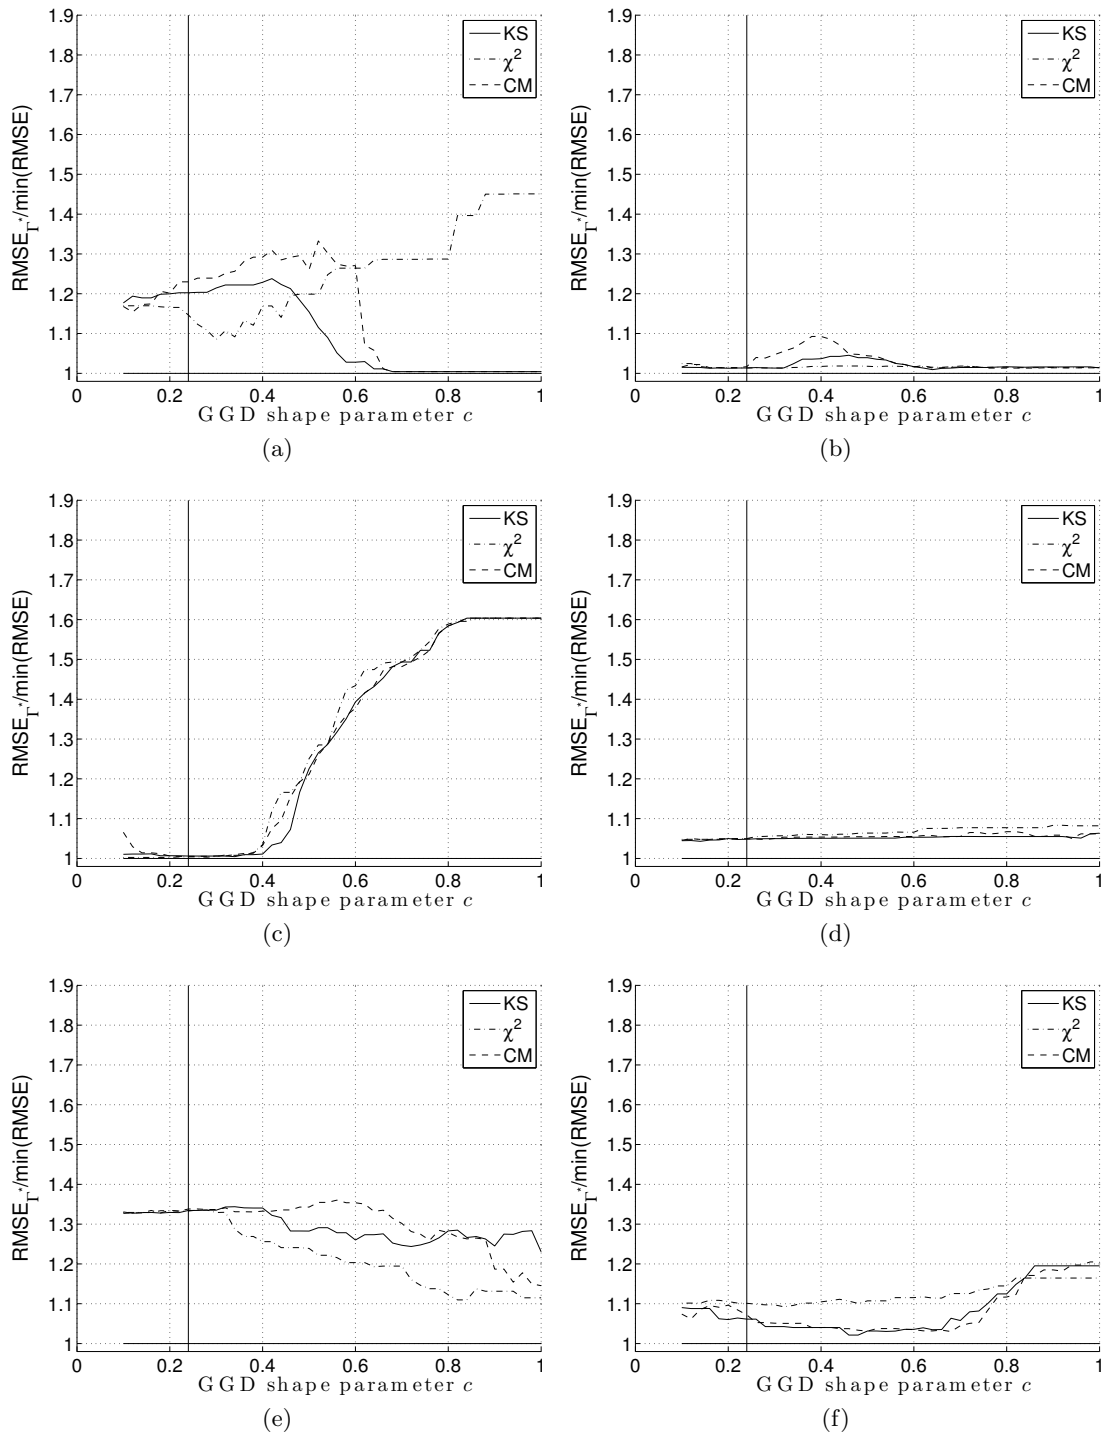 1.9
1.8
1.7
1.6
1.5
1.4
1.3
1.2
1.1
1
RMSE_Γ*/min(RMSE)
KS
χ²
CM
0 0.2 0.4 0.6 0.8 1
GGD shape parameter c
(a)
1.9
1.8
1.7
1.6
1.5
1.4
1.3
1.2
1.1
1
RMSE_Γ*/min(RMSE)
KS
χ²
CM
0 0.2 0.4 0.6 0.8 1
GGD shape parameter c
(b)
1.9
1.8
1.7
1.6
1.5
1.4
1.3
1.2
1.1
1
RMSE_Γ*/min(RMSE)
KS
χ²
CM
0 0.2 0.4 0.6 0.8 1
GGD shape parameter c
(c)
1.9
1.8
1.7
1.6
1.5
1.4
1.3
1.2
1.1
1
RMSE_Γ*/min(RMSE)
KS
χ²
CM
0 0.2 0.4 0.6 0.8 1
GGD shape parameter c
(d)
1.9
1.8
1.7
1.6
1.5
1.4
1.3
1.2
1.1
1
RMSE_Γ*/min(RMSE)
KS
χ²
CM
0 0.2 0.4 0.6 0.8 1
GGD shape parameter c
(e)
1.9
1.8
1.7
1.6
1.5
1.4
1.3
1.2
1.1
1
RMSE_Γ*/min(RMSE)
KS
χ²
CM
0 0.2 0.4 0.6 0.8 1
GGD shape parameter c
(f)